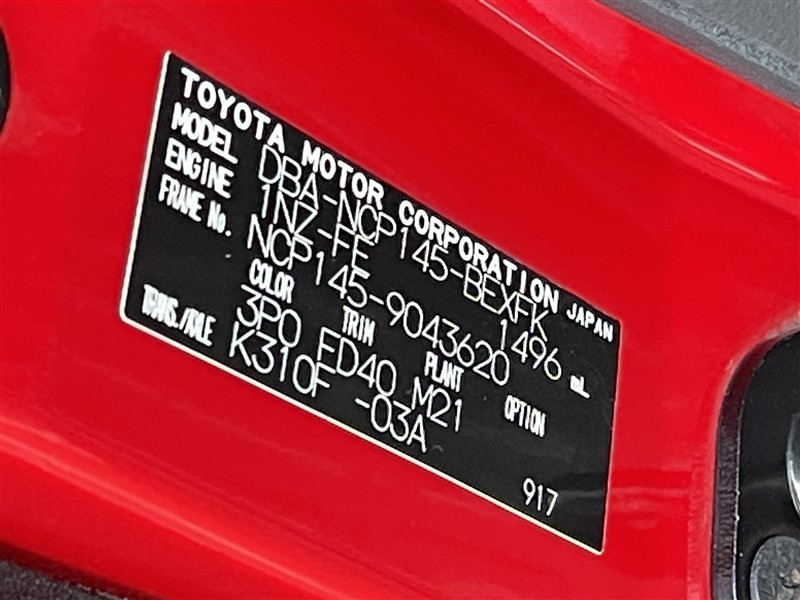 TOYOTA MOTOR CORPORATION JAPAN
MODEL DBA-NCP145-BEXFK
ENGINE 1NZ-FE 1496 mL
FRAME No. NCP145-9043620
COLOR TRIM PLANT OPTION
3P0 FD40 M21
TRANS./AXLE K310F -03A
917